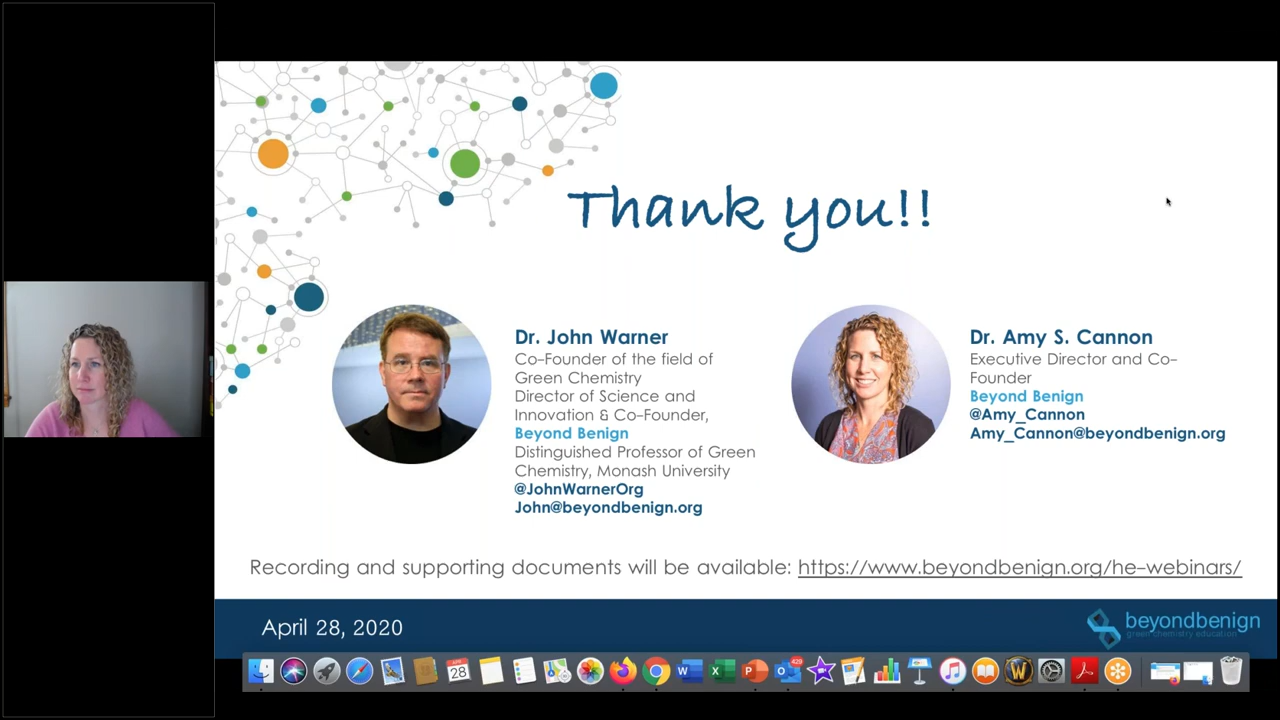 Thank you!!
Dr. John Warner
Co-Founder of the field of
Green Chemistry
Director of Science and
Innovation & Co-Founder,
Beyond Benign
Distinguished Professor of Green
Chemistry, Monash University
@JohnWarnerOrg
John@beyondbenign.org
Dr. Amy S. Cannon
Executive Director and Co-
Founder
Beyond Benign
@Amy_Cannon
Amy_Cannon@beyondbenign.org
Recording and supporting documents will be available: https://www.beyondbenign.org/he-webinars/
April 28, 2020
beyondbenign
green chemistry education
APR
28
W
X
P
O
429
W